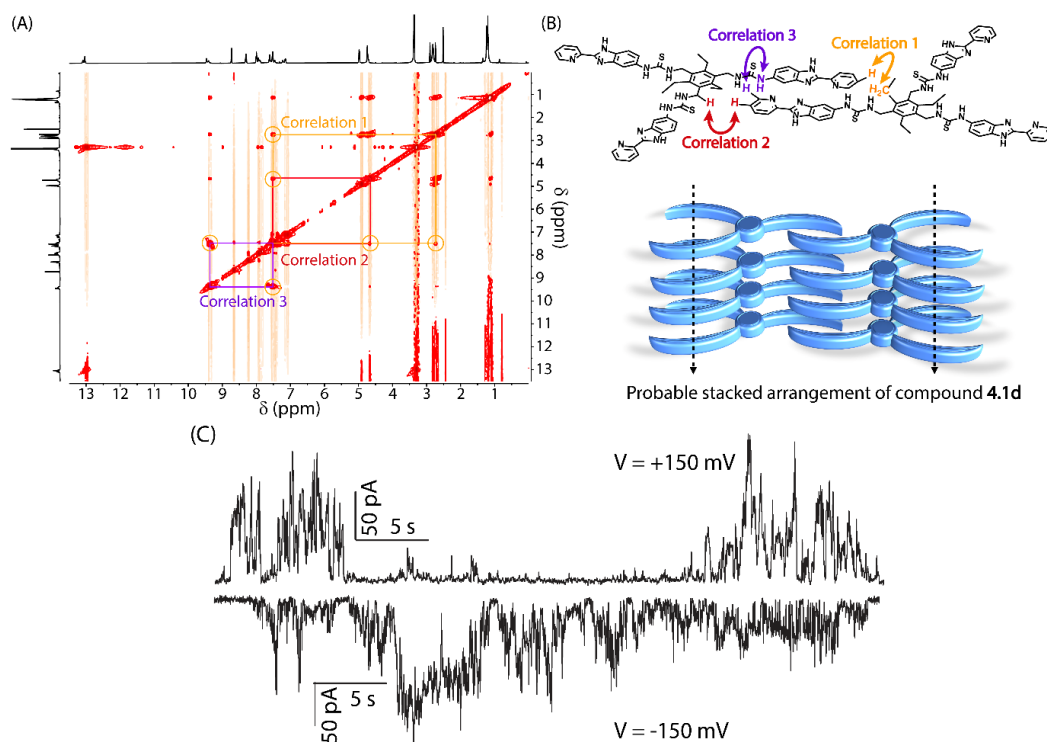 (A)
1
2
3
4
5
6
7
8
9
10
11
12
13
δ (ppm)
Correlation 1
Correlation 2
Correlation 3
13 12 11 10 9 8 7 6 5 4 3 2 1
δ (ppm)
(B)
Correlation 3
Correlation 1
Correlation 2
Probable stacked arrangement of compound 4.1d
(C)
V = +150 mV
50 pA
5 s
50 pA
5 s
V = -150 mV